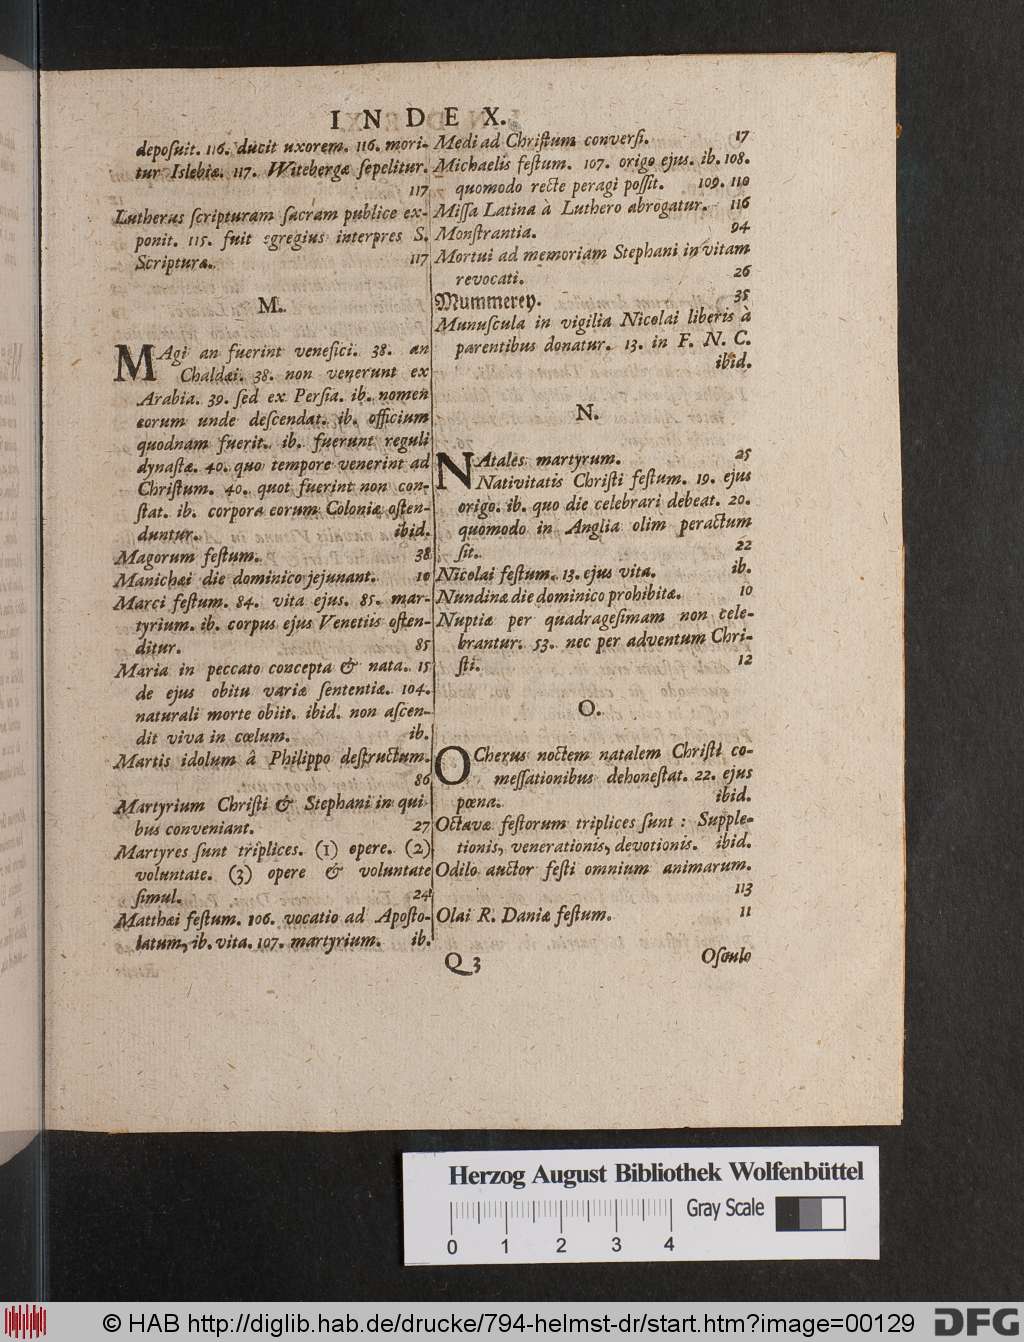 INDEX.
depoſuit. 116. ducit uxorem. 116. mori-
tur Islebiæ. 117. Witebergæ ſepelitur.
117
Lutherus ſcripturam ſacram publice ex-
ponit. 115. fuit egregius interpres S.
Scripturæ. 117
M.
MAgi an fuerint venefici. 38. an
Chaldæi. 38. non venerunt ex
Arabia. 39. ſed ex Perſia. ib. nomen
eorum unde deſcendat. ib. officium
quodnam fuerit. ib. fuerunt reguli
dynaſtæ. 40. quo tempore venerint ad
Chriſtum. 40. quot fuerint non con-
ſtat. ib. corpora eorum Coloniæ oſten-
duntur. ibid.
Magorum feſtum. 38
Manichæi die dominico jejunant. 10
Marci feſtum. 84. vita ejus. 85. mar-
tyrium. ib. corpus ejus Venetiis oſten-
ditur. 85
Maria in peccato concepta & nata. 15
de ejus obitu variæ ſententiæ. 104.
naturali morte obiit. ibid. non aſcen-
dit viva in cœlum. ib.
Martis idolum â Philippo deſtructum.
86
Martyrium Chriſti & Stephani in qui
bus conveniant. 27
Martyres ſunt triplices. (1) opere. (2)
voluntate. (3) opere & voluntate
ſimul. 24
Matthæi feſtum. 106. vocatio ad Apoſto-
latum, ib. vita. 107. martyrium. ib.
Medi ad Chriſtum converſi. 17
Michaelis feſtum. 107. origo ejus. ib. 108.
quomodo recte peragi poſſit. 109. 110
Miſſa Latina à Luthero abrogatur. 116
Monſtrantia. 94
Mortui ad memoriam Stephani in vitam
revocati. 26
Mummerey. 35
Munuſcula in vigilia Nicolai liberis à
parentibus donatur. 13. in F. N. C.
ibid.
N.
NAtales martyrum. 25
Nativitatis Chriſti feſtum. 19. ejus
origo. ib. quo die celebrari debeat. 20.
quomodo in Anglia olim peractum
ſit. 22
Nicolai feſtum. 13. ejus vita. ib.
Nundinæ die dominico prohibitæ. 10
Nuptiæ per quadrageſimam non cele-
brantur. 53. nec per adventum Chri-
ſti. 12
O.
OCherus noctem natalem Chriſti co-
meſſationibus dehoneſtat. 22. ejus
pœna. ibid.
Octavæ feſtorum triplices ſunt: Supple-
tionis, venerationis, devotionis. ibid.
Odilo auctor feſti omnium animarum.
113
Olai R. Daniæ feſtum. 11
Q 3 Oſculo
Herzog August Bibliothek Wolfenbüttel
Gray Scale
0 1 2 3 4
© HAB http://diglib.hab.de/drucke/794-helmst-dr/start.htm?image=00129
DFG